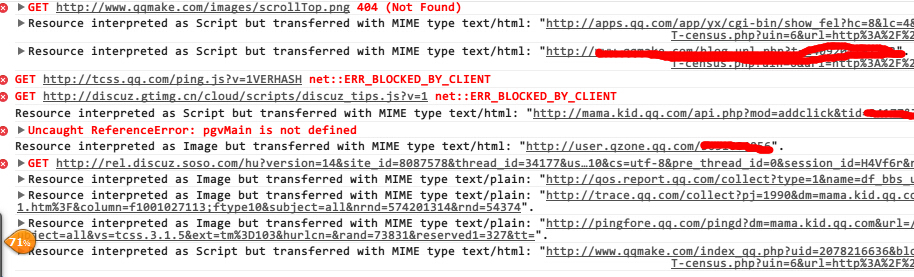 GET http://www.qqmake.com/images/scrollTop.png 404 (Not Found)
Resource interpreted as Script but transferred with MIME type text/html: "http://apps.qq.com/app/yx/cgi-bin/show_fel?hc=8&lc=4&
T-census.php?uin=6&url=http%3A%2F%2
Resource interpreted as Script but transferred with MIME type text/html: "http://
T-census.php?uin=6&url=http%3A%2F%2
GET http://tcss.qq.com/ping.js?v=1VERHASH net::ERR_BLOCKED_BY_CLIENT
GET http://discuz.gtimg.cn/cloud/scripts/discuz_tips.js?v=1 net::ERR_BLOCKED_BY_CLIENT
Resource interpreted as Script but transferred with MIME type text/html: "http://mama.kid.qq.com/api.php?mod=addclick&tid=
Uncaught ReferenceError: pgvMain is not defined
Resource interpreted as Image but transferred with MIME type text/html: "http://user.qzone.qq.com/
GET http://rel.discuz.soso.com/hu?version=14&site_id=8087578&thread_id=34177&us…10&cs=utf-8&pre_thread_id=0&session_id=H4Vf6r&r
Resource interpreted as Image but transferred with MIME type text/plain: "http://qos.report.qq.com/collect?type=1&name=df_bbs_u
Resource interpreted as Image but transferred with MIME type text/plain: "http://trace.qq.com/collect?pj=1990&dm=mama.kid.qq.co
1.htm%3F&column=f1001027113;ftype10&subject=all&nrnd=574201314&rnd=54374".
Resource interpreted as Image but transferred with MIME type text/plain: "http://pingfore.qq.com/pingd?dm=mama.kid.qq.com&url=/
bject=all&vs=tcss.3.1.5&ext=tm%3D103&hurlcn=&rand=73831&reserved1=327&tt=".
71%
Resource interpreted as Script but transferred with MIME type text/html: "http://www.qqmake.com/index_qq.php?uid=2078216636&blo
T-census.php?uin=6&url=http%3A%2F%2